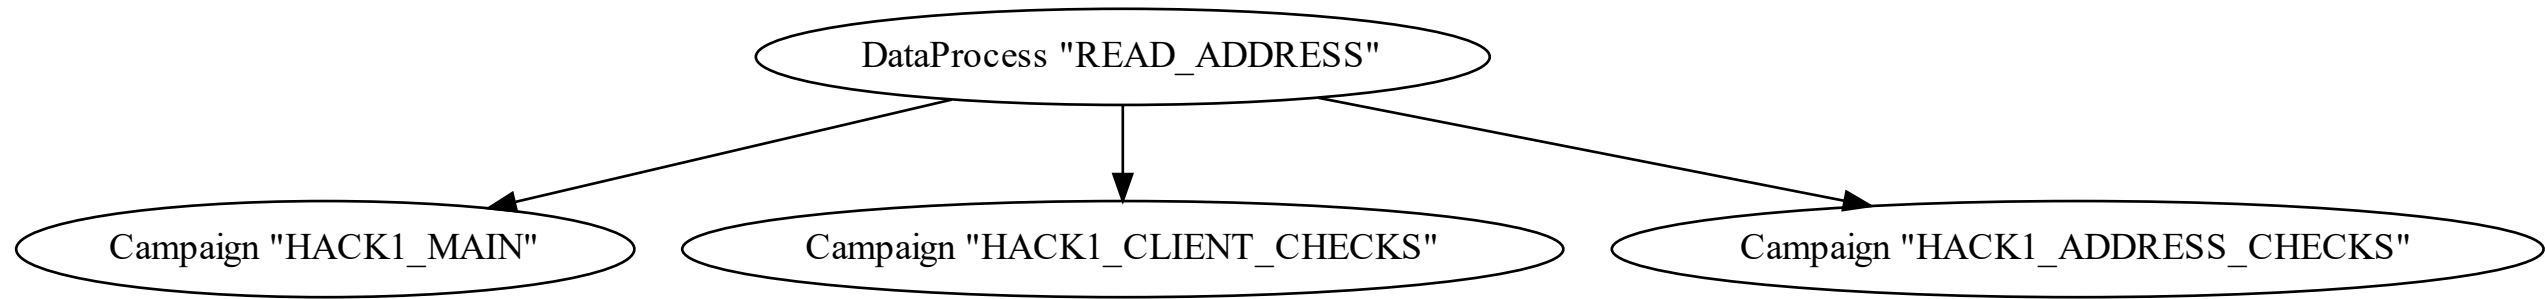 DataProcess "READ_ADDRESS"
Campaign "HACK1_MAIN"
Campaign "HACK1_CLIENT_CHECKS"
Campaign "HACK1_ADDRESS_CHECKS"